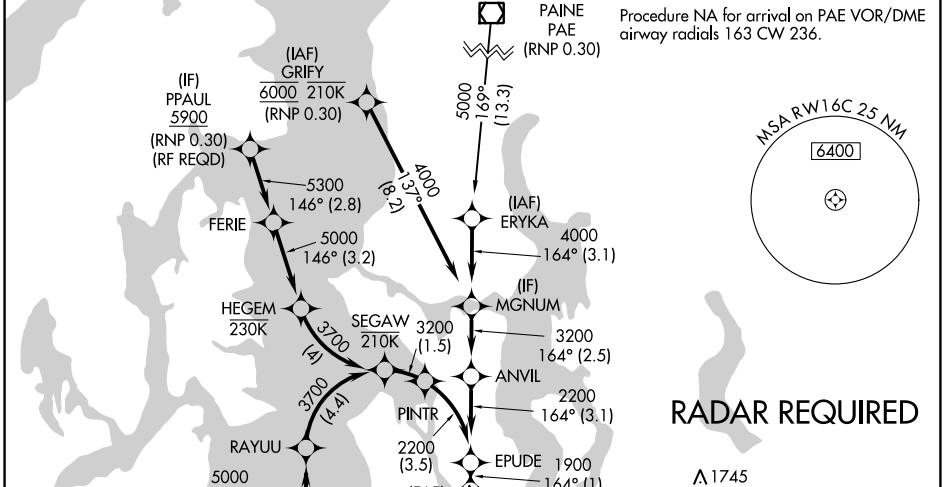 PAINE
PAE
(RNP 0.30)
Procedure NA for arrival on PAE VOR/DME
airway radials 163 CW 236.
(IAF)
GRIFY
6000 210K
(RNP 0.30)
(IF)
PPAUL
5900
(RNP 0.30)
(RF REQD)
5000
169°
(13.3)
MSA RW16C 25 NM
6400
4000
137°
(8.2)
5300
146° (2.8)
FERIE
(IAF)
ERYKA
5000
146° (3.2)
4000
164° (3.1)
(IF)
MGNUM
HEGEM
230K
3700
(4)
SEGAW
210K
3200
(1.5)
3200
164° (2.5)
ANVIL
3700
(4.4)
PINTR
2200
164° (3.1)
RADAR REQUIRED
RAYUU
2200
(3.5)
EPUDE
1900
164° (1)
5000
1745